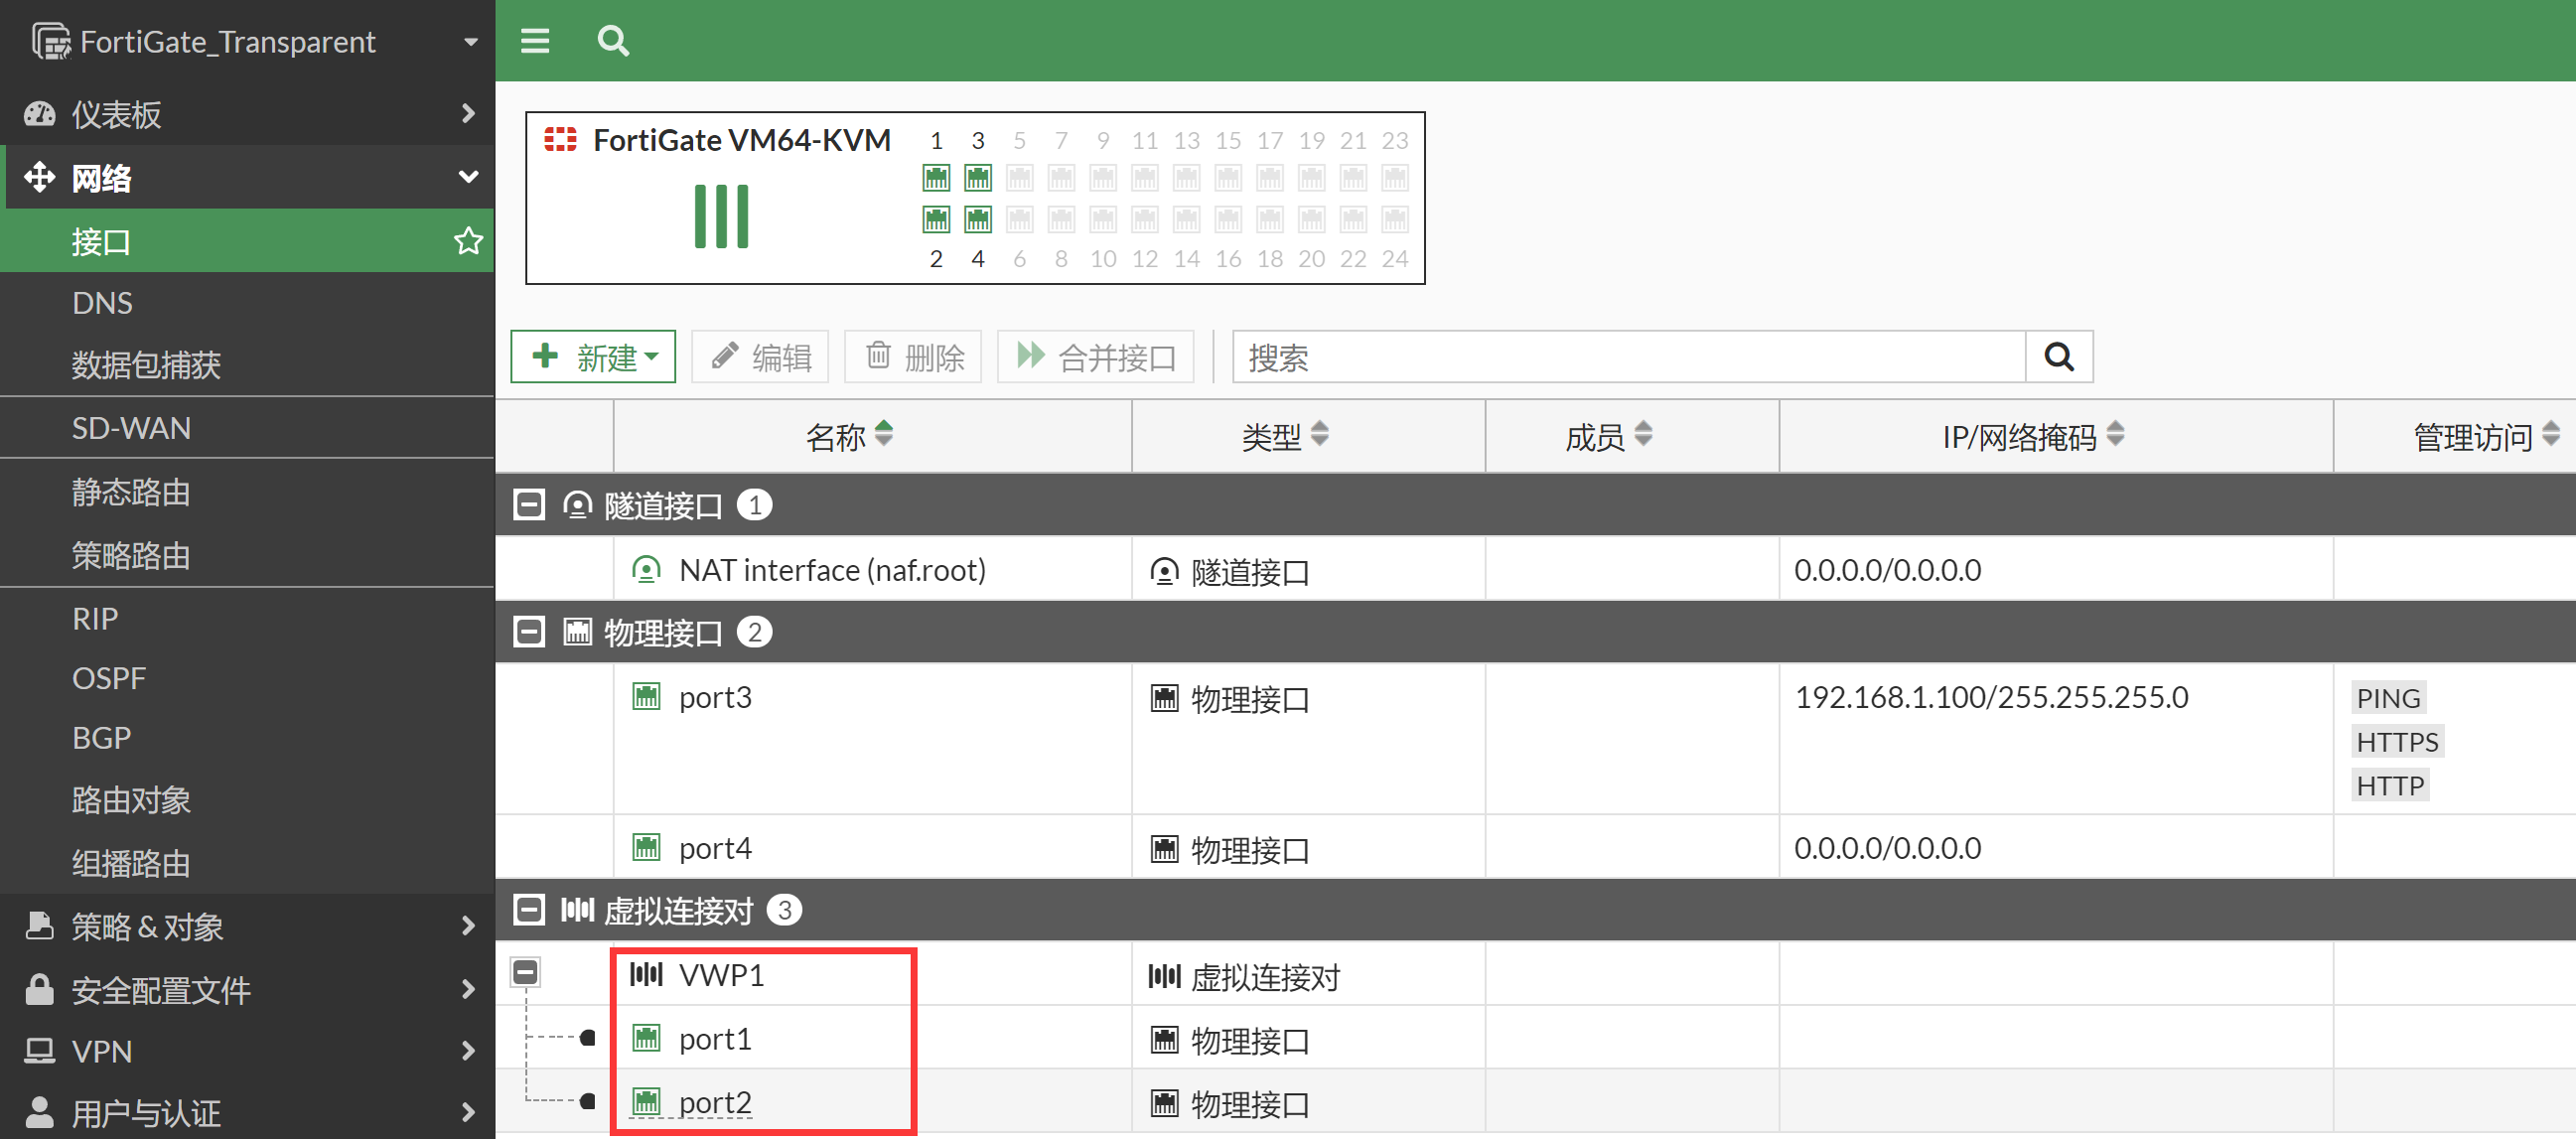 FortiGate_Transparent
仪表板
网络
接口
DNS
数据包捕获
SD-WAN
静态路由
策略路由
RIP
OSPF
BGP
路由对象
组播路由
策略 & 对象
安全配置文件
VPN
用户与认证
FortiGate VM64-KVM
1 3 5 7 9 11 13 15 17 19 21 23
2 4 6 8 10 12 14 16 18 20 22 24
新建 编辑 删除 合并接口 搜索
名称 类型 成员 IP/网络掩码 管理访问
隧道接口 1
NAT interface (naf.root) 隧道接口 0.0.0.0/0.0.0.0
物理接口 2
port3 物理接口 192.168.1.100/255.255.255.0 PING
HTTPS
HTTP
port4 物理接口 0.0.0.0/0.0.0.0
虚拟连接对 3
VWP1 虚拟连接对
port1 物理接口
port2 物理接口